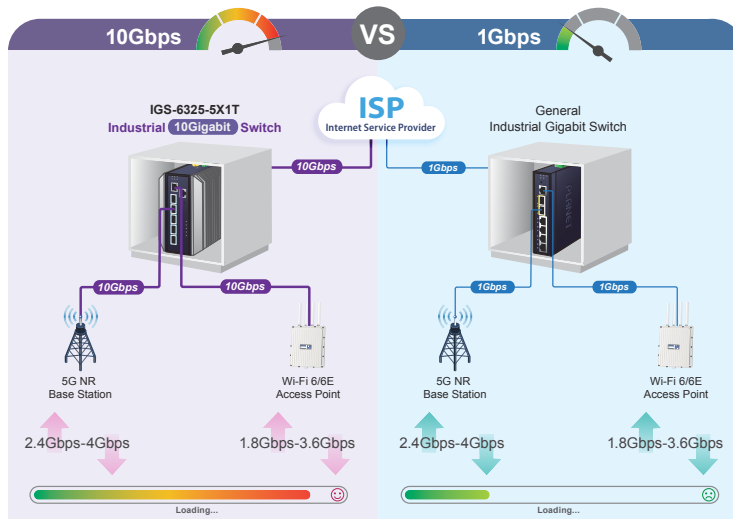 10Gbps
VS
1Gbps
ISP
Internet Service Provider
IGS-6325-5X1T
Industrial 10Gigabit Switch
General
Industrial Gigabit Switch
10Gbps
1Gbps
PLANET
10Gbps
10Gbps
1Gbps
1Gbps
5G NR
Base Station
Wi-Fi 6/6E
Access Point
5G NR
Base Station
Wi-Fi 6/6E
Access Point
2.4Gbps-4Gbps
1.8Gbps-3.6Gbps
2.4Gbps-4Gbps
1.8Gbps-3.6Gbps
Loading...
Loading...